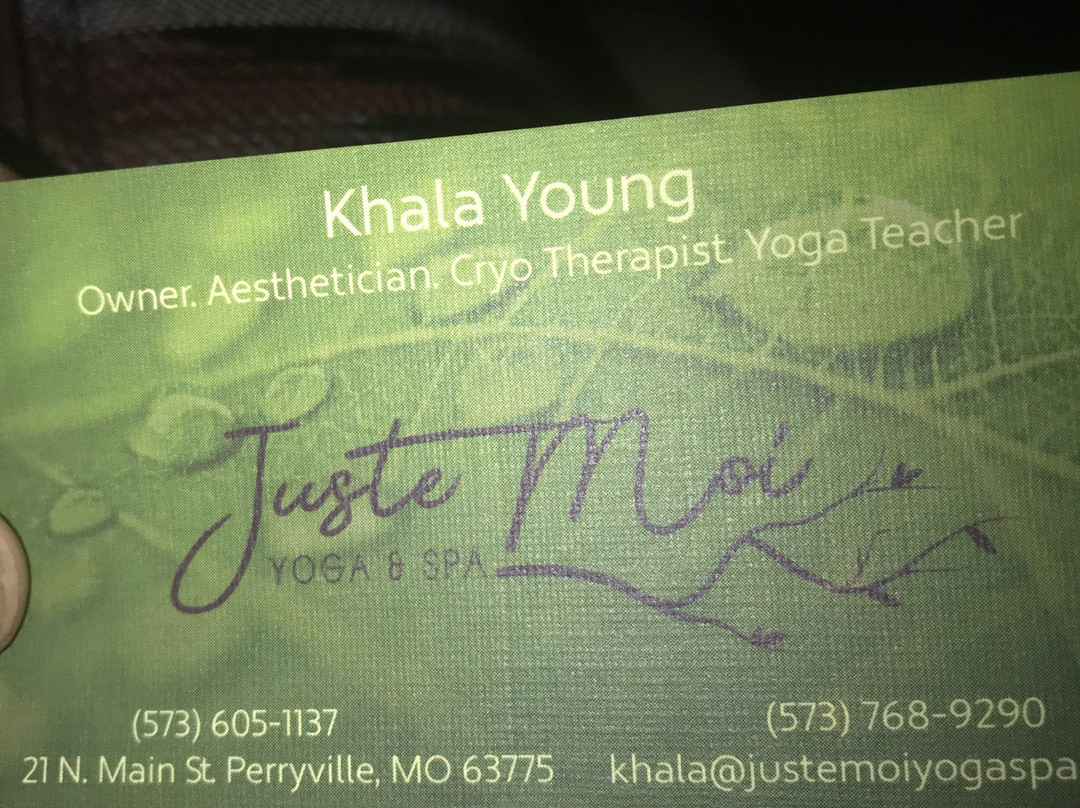 Khala Young
Owner. Aesthetician. Cryo Therapist. Yoga Teacher
Juste Moi
YOGA & SPA
(573) 605-1137
21 N. Main St. Perryville, MO 63775
(573) 768-9290
khala@justemoiyogaspa